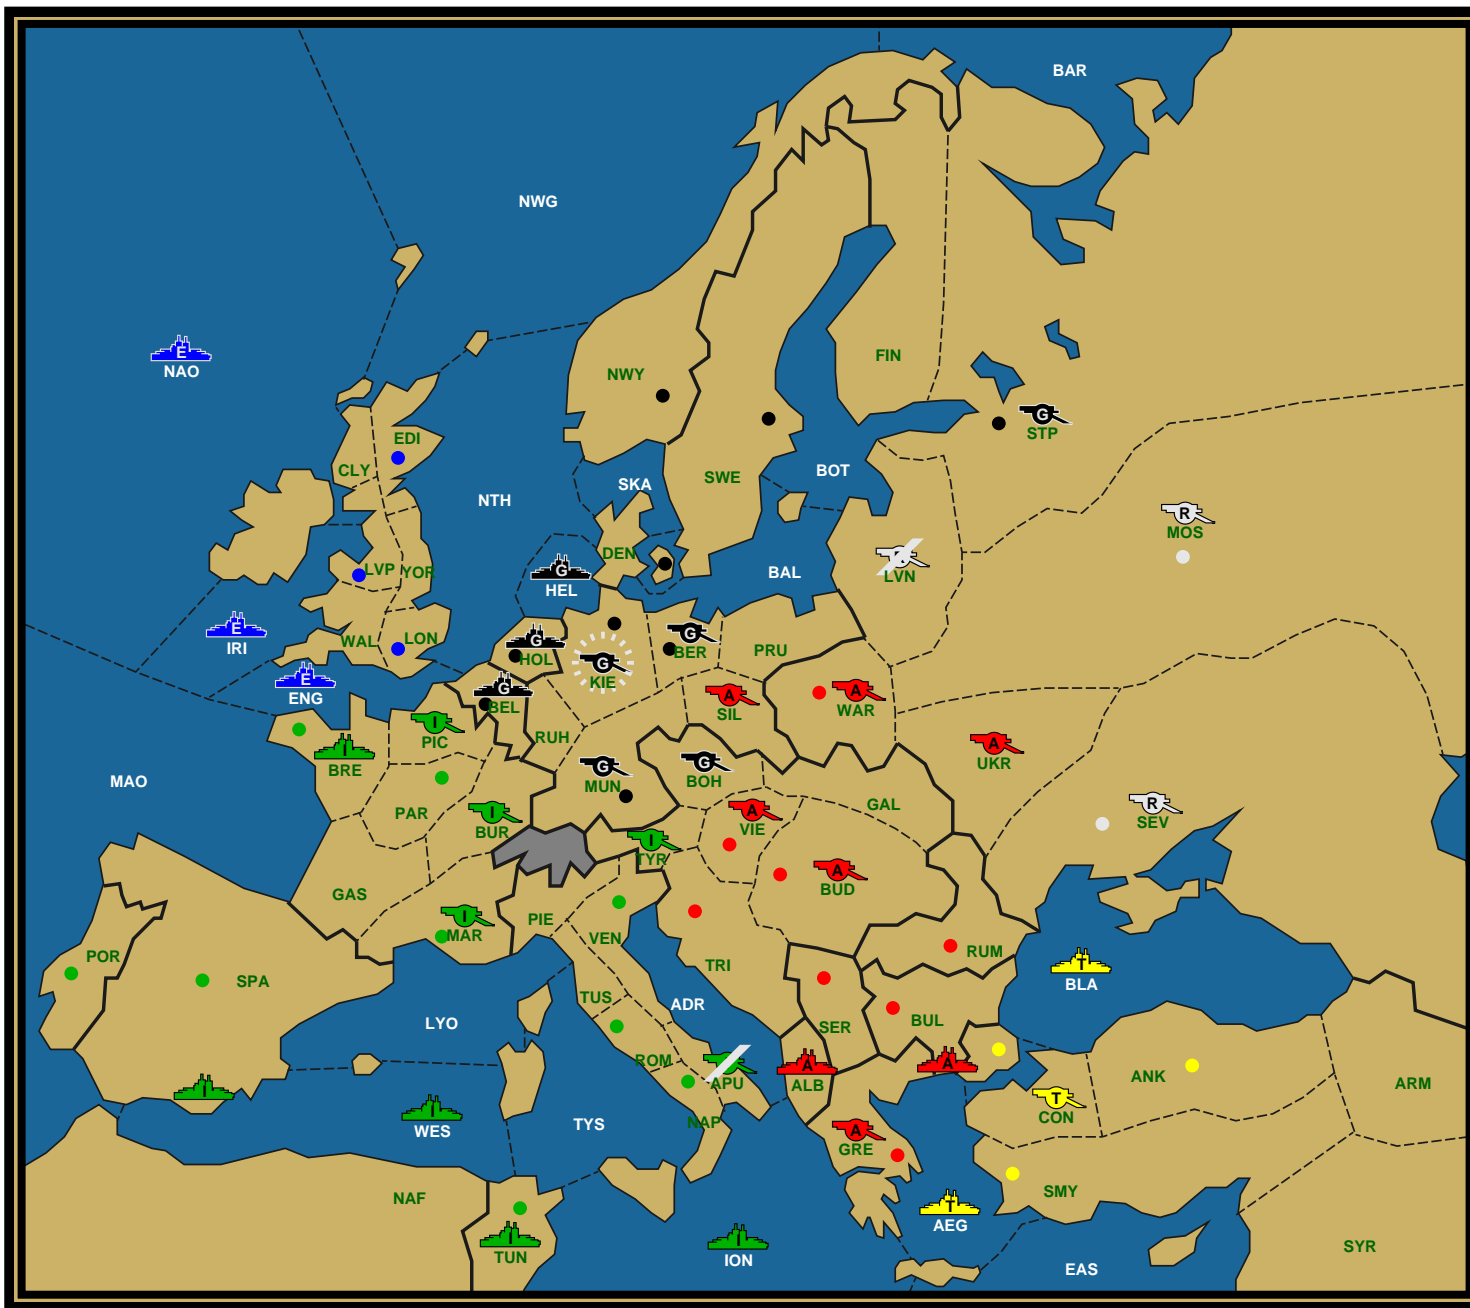 BAR
NWG
E
NAO
FIN
NWY
G
STP
EDI
CLY
SWE
BOT
SKA
NTH
R
MOS
DEN
LVN
G
HEL
BAL
LVP
YOR
E
IRI
WAL
LON
G
HOL
G
KIE
G
BER
PRU
E
ENG
G
BEL
A
SIL
A
WAR
I
PIC
RUH
A
UKR
I
BRE
G
MUN
G
BOH
MAO
PAR
I
BUR
GAL
A
VIE
R
SEV
I
TYR
A
BUD
GAS
I
MAR
PIE
VEN
POR
SPA
TRI
RUM
T
BLA
TUS
ADR
LYO
SER
BUL
ROM
APU
A
ALB
A
ANK
ARM
I
I
WES
TYS
NAP
T
CON
A
GRE
NAF
SMY
I
TUN
I
ION
T
AEG
EAS
SYR